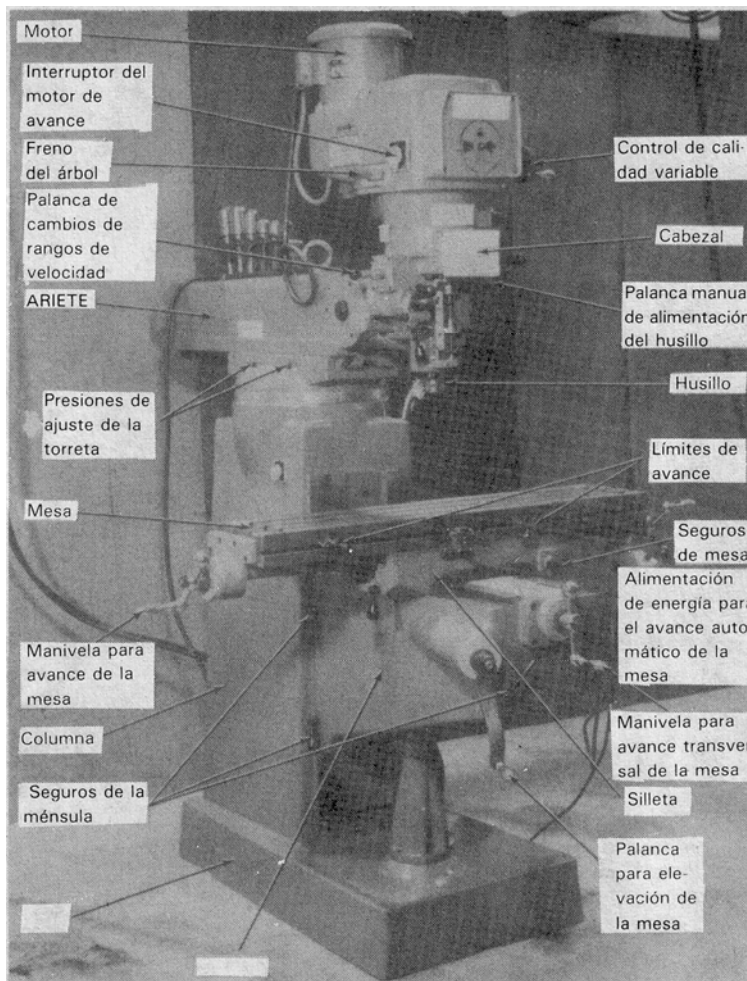 Motor
Interruptor del
motor de
avance
Freno
del árbol
Palanca de
cambios de
rangos de
velocidad
ARIETE
Presiones de
ajuste de la
torreta
Mesa
Manivela para
avance de la
mesa
Columna
Seguros de la
ménsula
Control de cali-
dad variable
Cabezal
Palanca manua
de alimentación
del husillo
Husillo
Límites de
avance
Seguros
de mesa
Alimentación
de energía para
el avance auto
mático de la
mesa
Manivela para
avance transver
sal de la mesa
Silleta
Palanca
para ele-
vación de
la mesa